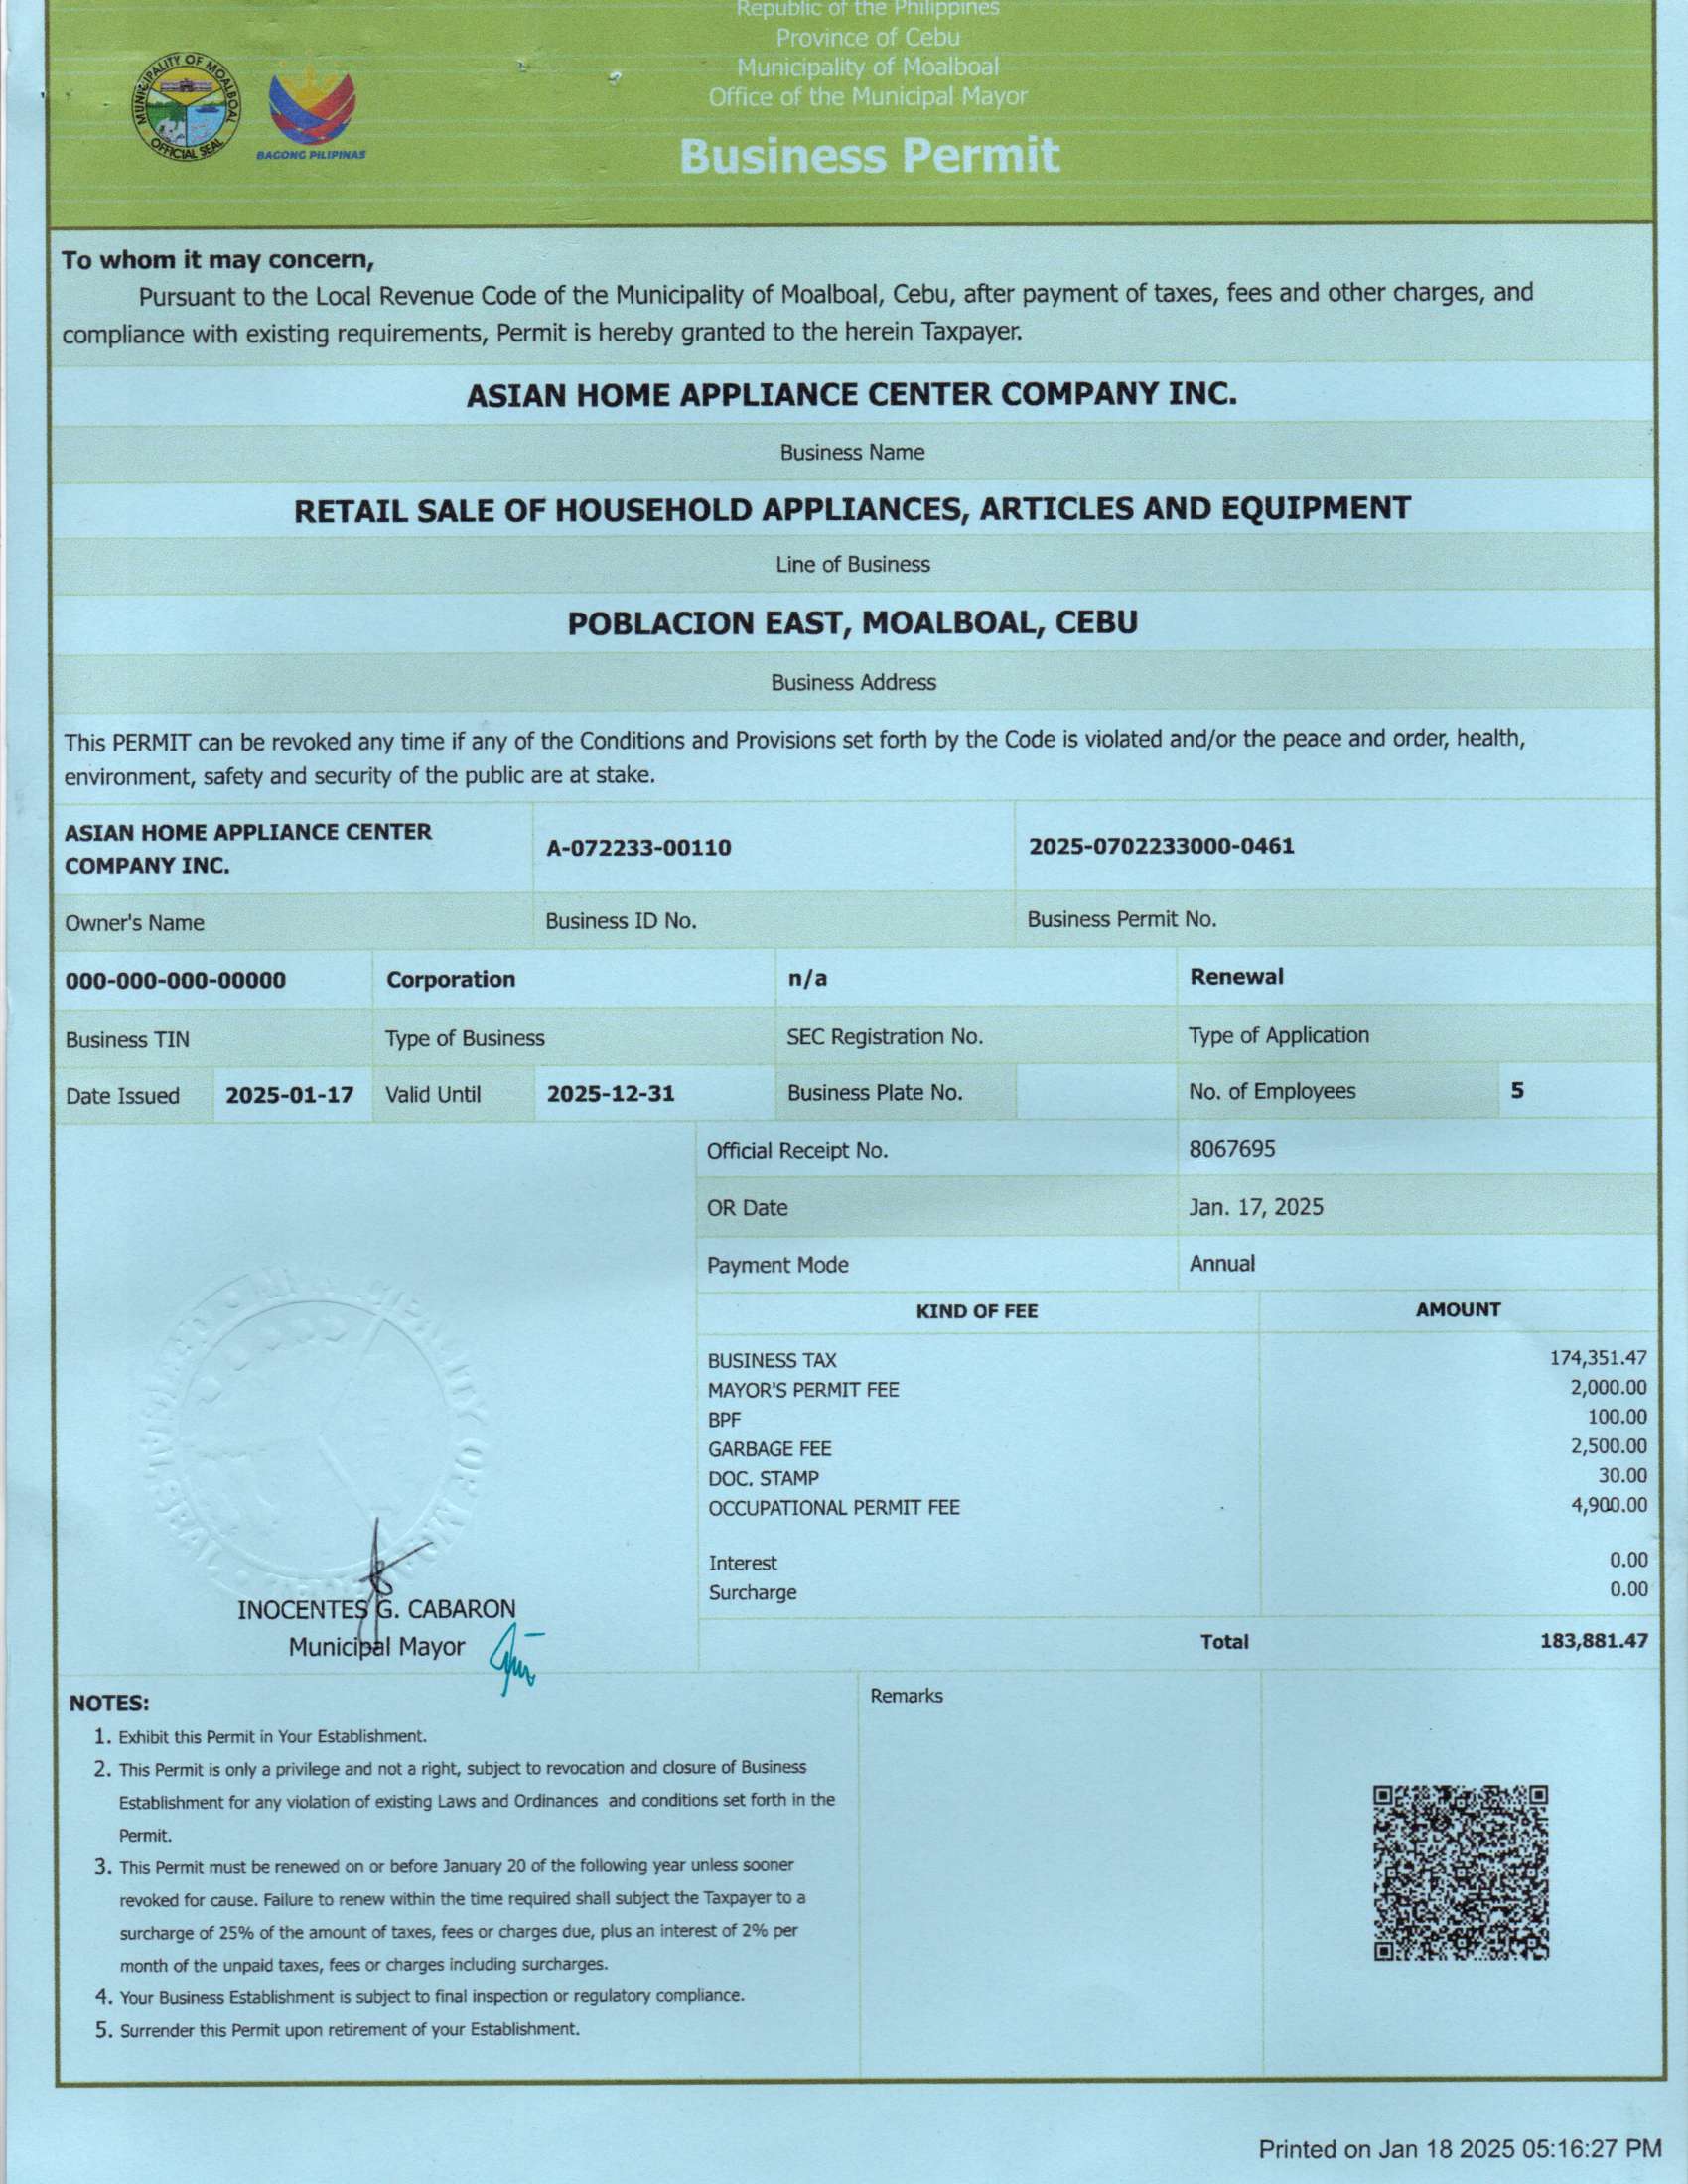 Republic of the Philippines
Province of Cebu
Municipality of Moalboal
Office of the Municipal Mayor
MUNICIPALITY OF MOALBOAL
OFFICIAL SEAL
BAGONG PILIPINAS
Business Permit
To whom it may concern,
Pursuant to the Local Revenue Code of the Municipality of Moalboal, Cebu, after payment of taxes, fees and other charges, and
compliance with existing requirements, Permit is hereby granted to the herein Taxpayer.
ASIAN HOME APPLIANCE CENTER COMPANY INC.
Business Name
RETAIL SALE OF HOUSEHOLD APPLIANCES, ARTICLES AND EQUIPMENT
Line of Business
POBLACION EAST, MOALBOAL, CEBU
Business Address
This PERMIT can be revoked any time if any of the Conditions and Provisions set forth by the Code is violated and/or the peace and order, health,
environment, safety and security of the public are at stake.
ASIAN HOME APPLIANCE CENTER
COMPANY INC.
A-072233-00110
2025-0702233000-0461
Owner's Name
Business ID No.
Business Permit No.
000-000-000-00000
Corporation
n/a
Renewal
Business TIN
Type of Business
SEC Registration No.
Type of Application
Date Issued 2025-01-17 Valid Until 2025-12-31 Business Plate No. No. of Employees 5
Official Receipt No. 8067695
OR Date Jan. 17, 2025
Payment Mode Annual
KIND OF FEE AMOUNT
BUSINESS TAX 174,351.47
MAYOR'S PERMIT FEE 2,000.00
BPF 100.00
GARBAGE FEE 2,500.00
DOC. STAMP 30.00
OCCUPATIONAL PERMIT FEE 4,900.00
Interest 0.00
Surcharge 0.00
Total 183,881.47
INOCENTES G. CABARON
Municipal Mayor
NOTES:
1. Exhibit this Permit in Your Establishment.
2. This Permit is only a privilege and not a right, subject to revocation and closure of Business
Establishment for any violation of existing Laws and Ordinances and conditions set forth in the
Permit.
3. This Permit must be renewed on or before January 20 of the following year unless sooner
revoked for cause. Failure to renew within the time required shall subject the Taxpayer to a
surcharge of 25% of the amount of taxes, fees or charges due, plus an interest of 2% per
month of the unpaid taxes, fees or charges including surcharges.
4. Your Business Establishment is subject to final inspection or regulatory compliance.
5. Surrender this Permit upon retirement of your Establishment.
Remarks
Printed on Jan 18 2025 05:16:27 PM